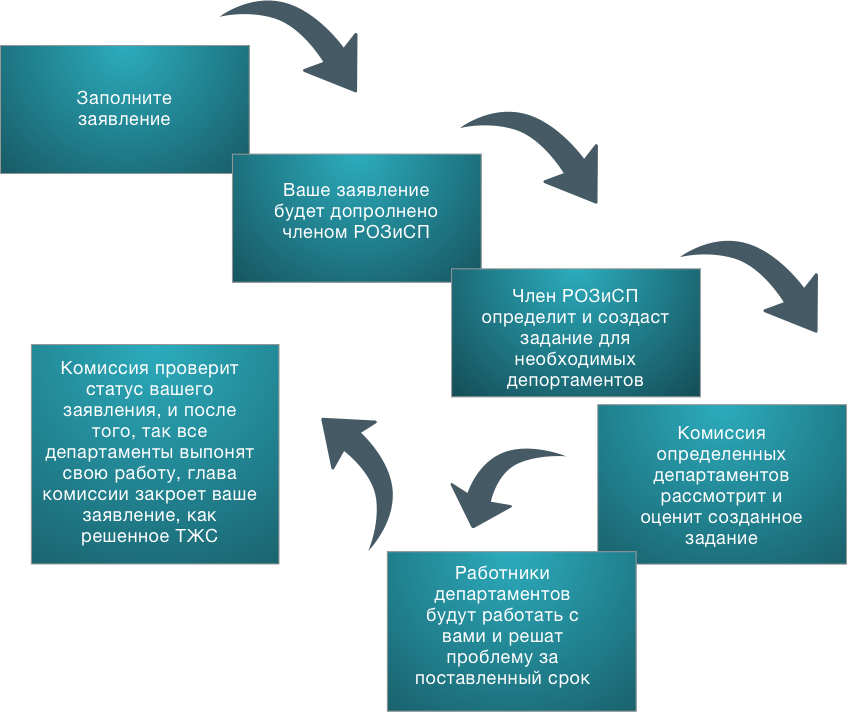 Заполните
заявление
Ваше заявление
будет допролнено
членом РОЗиСП
Член РОЗиСП
определит и создаст
задание для
необходимых
депортаментов
Комиссия
определенных
департаментов
рассмотрит и
оценит созданное
задание
Работники
департаментов
будут работать с
вами и решат
проблему за
поставленный срок
Комиссия проверит
статус вашего
заявления, и после
того, так все
департаменты выпонят
свою работу, глава
комиссии закроет ваше
заявление, как
решенное ТЖС